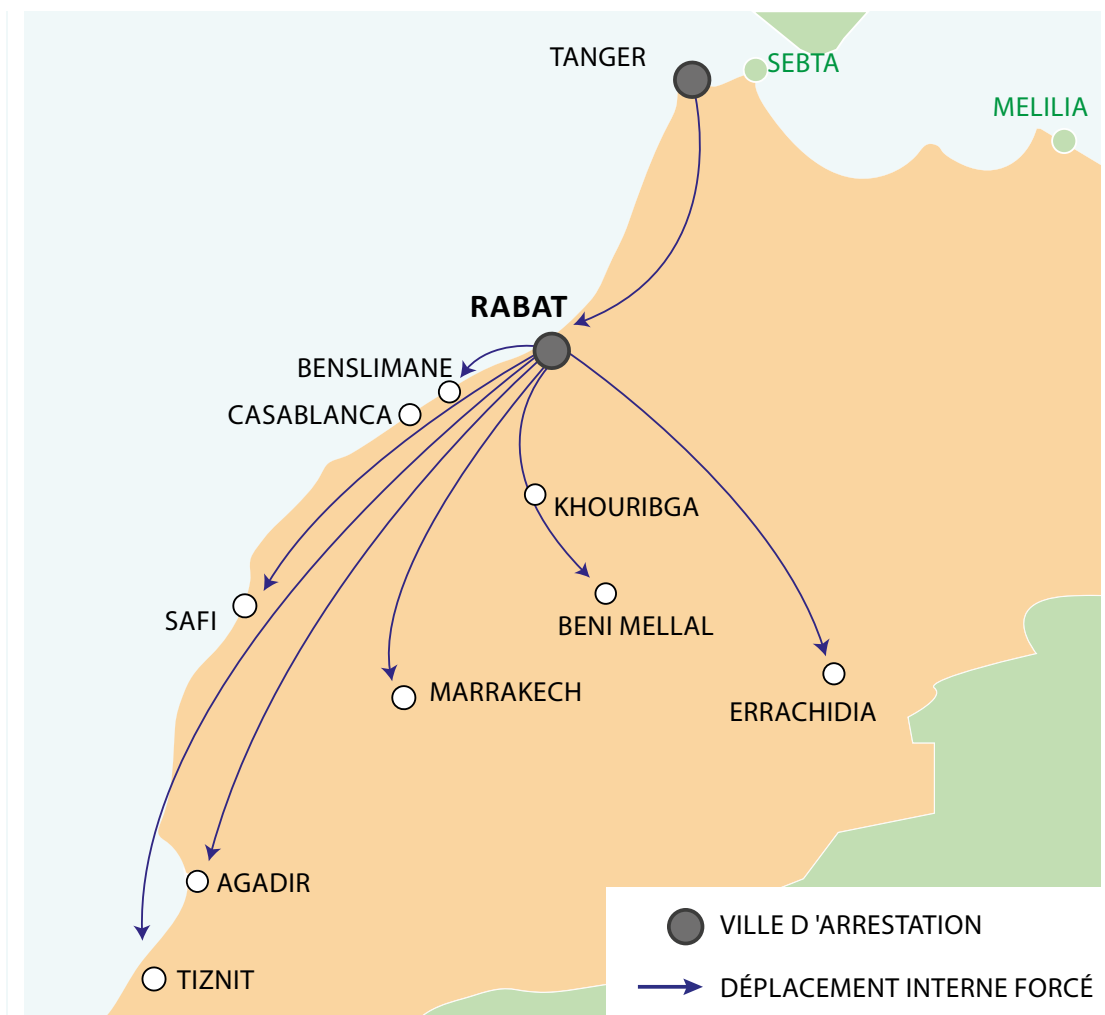 TANGER
SEBTA
MELILIA
RABAT
BENSLIMANE
CASABLANCA
KHOURIBGA
SAFI
BENI MELLAL
MARRAKECH
ERRACHIDIA
AGADIR
TIZNIT
VILLE D 'ARRESTATION
DÉPLACEMENT INTERNE FORCÉ